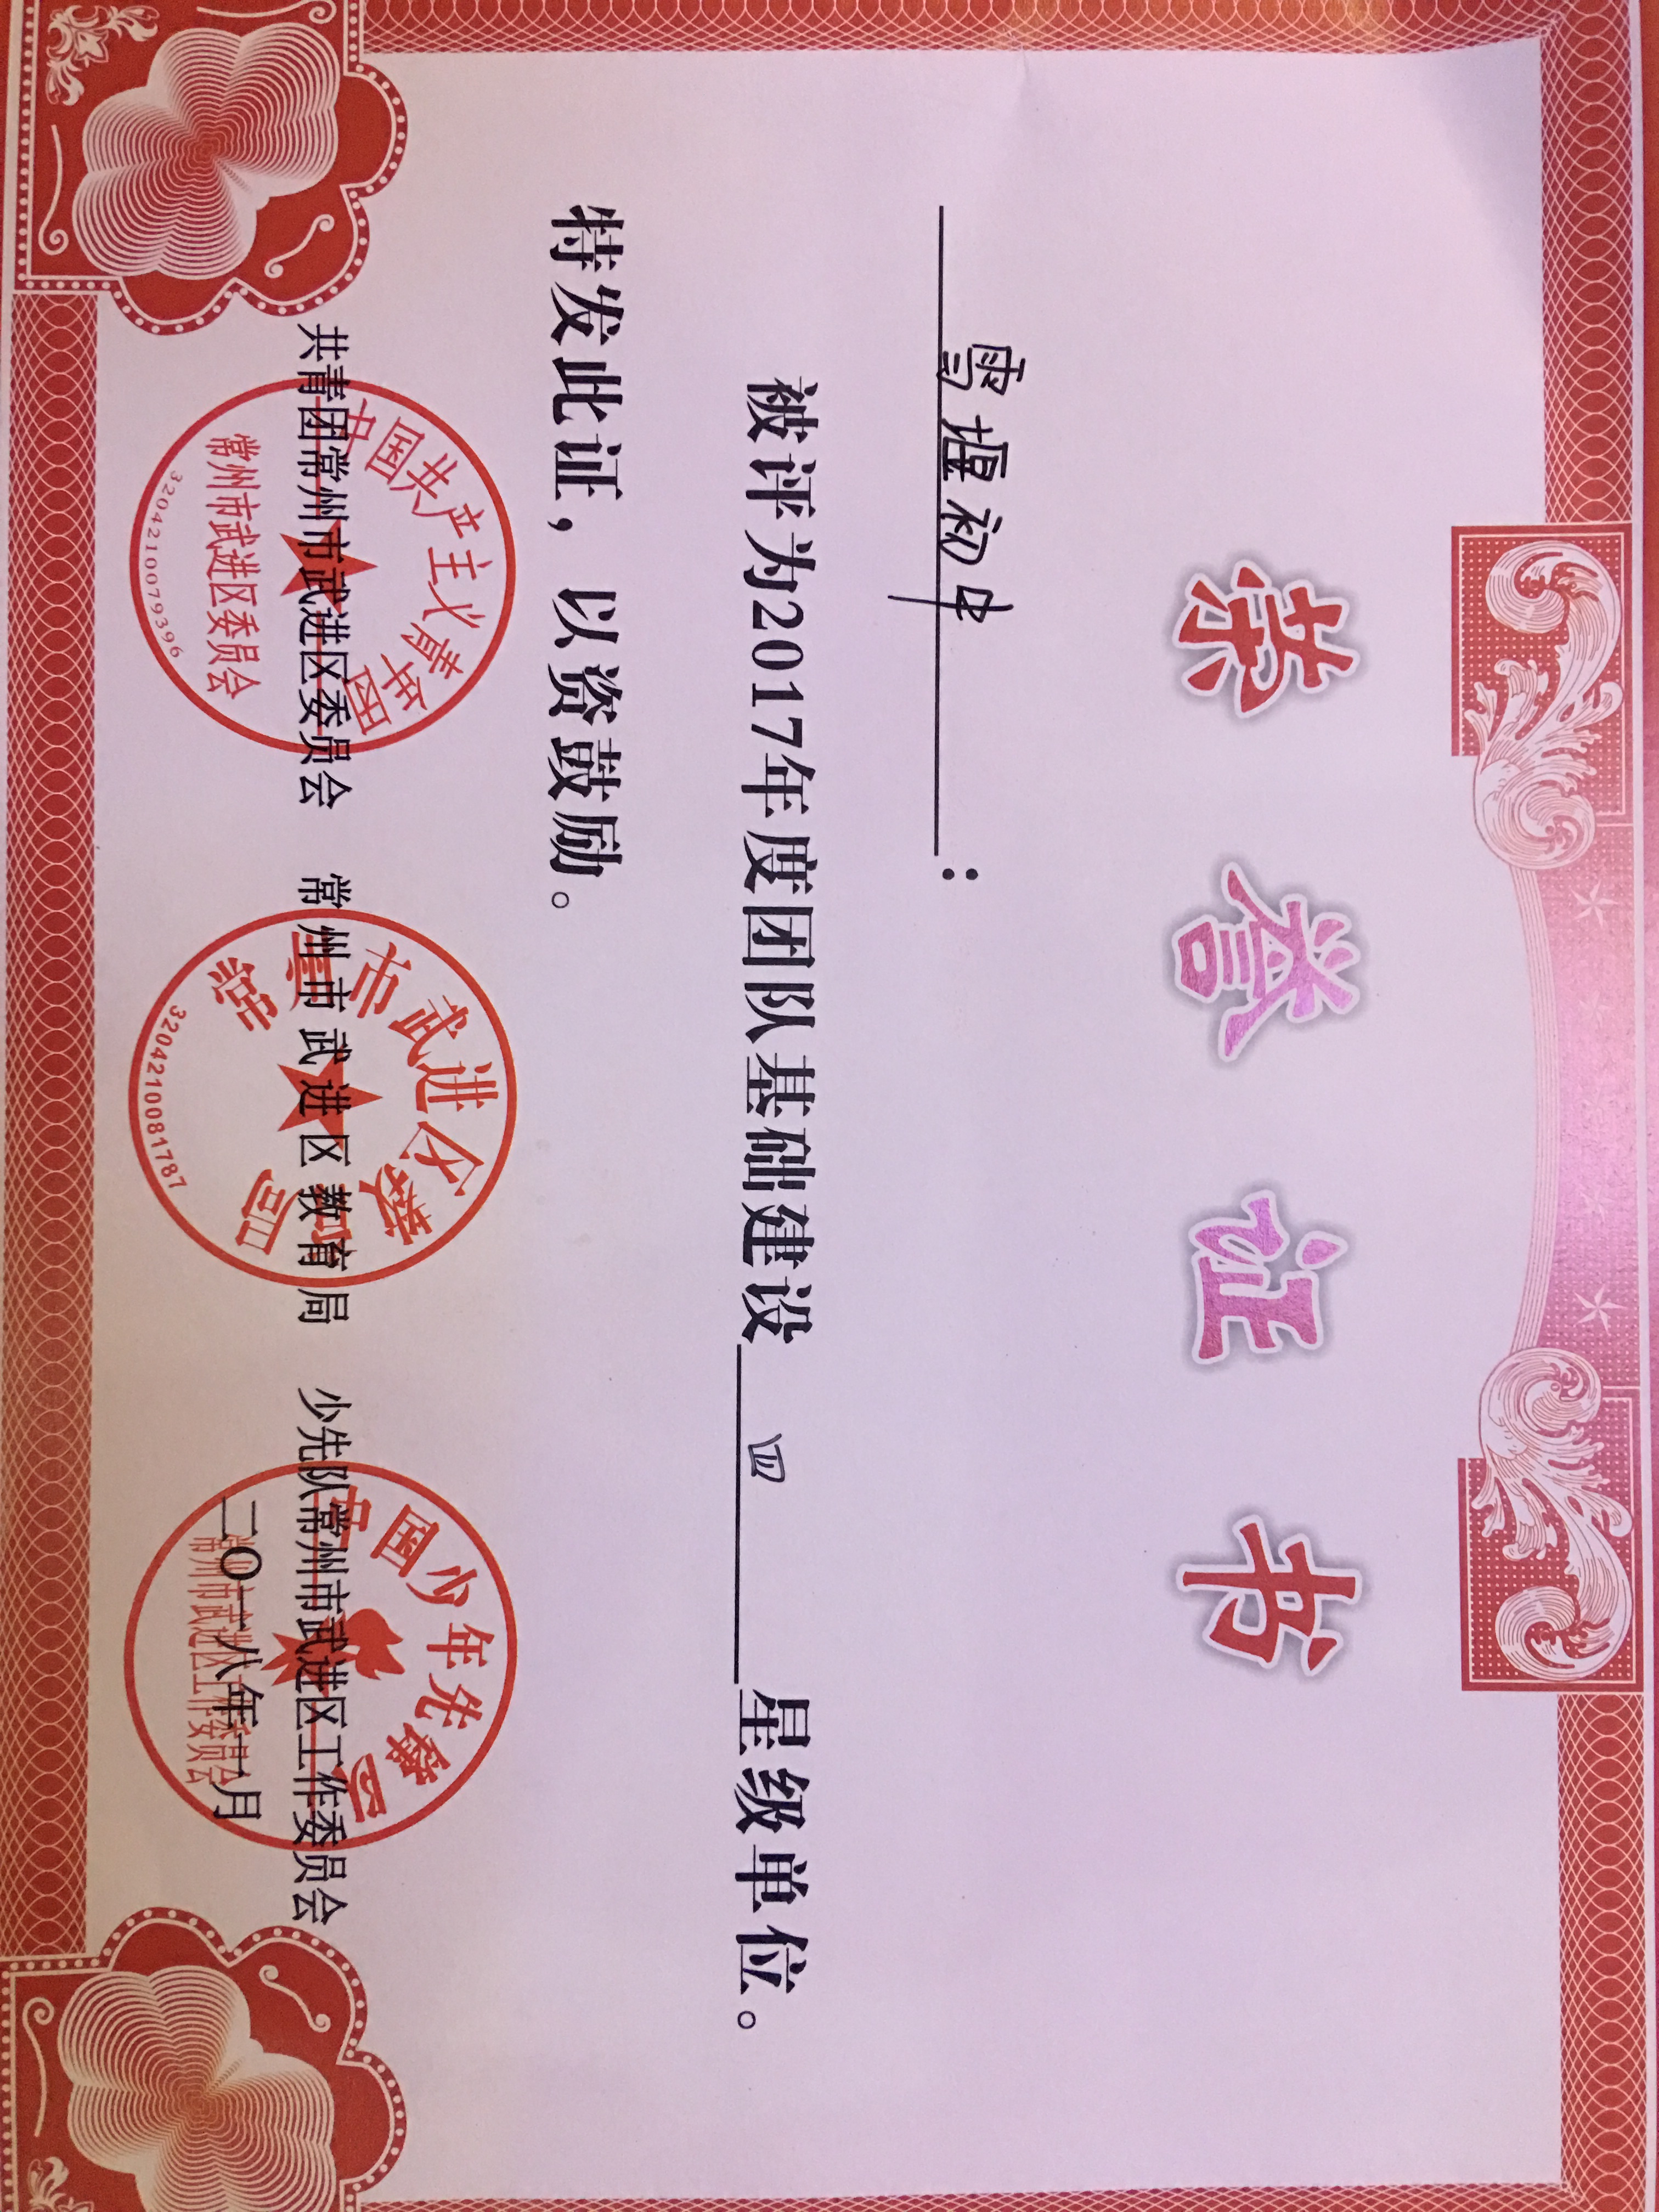 荣誉证书
雪堰初中:
被评为2017年度团队基础建设四星级单位。
特发此证，以资鼓励。
共青团常州市武进区委员会 常州市武进区教育局 少先队常州市武进区工作委员会
二〇一八年一月
中国共产主义青年团
常州市武进区委员会
3204210079396
常州市武进区教育局
3204210081787
中国少年先锋队
常州市武进区工作委员会